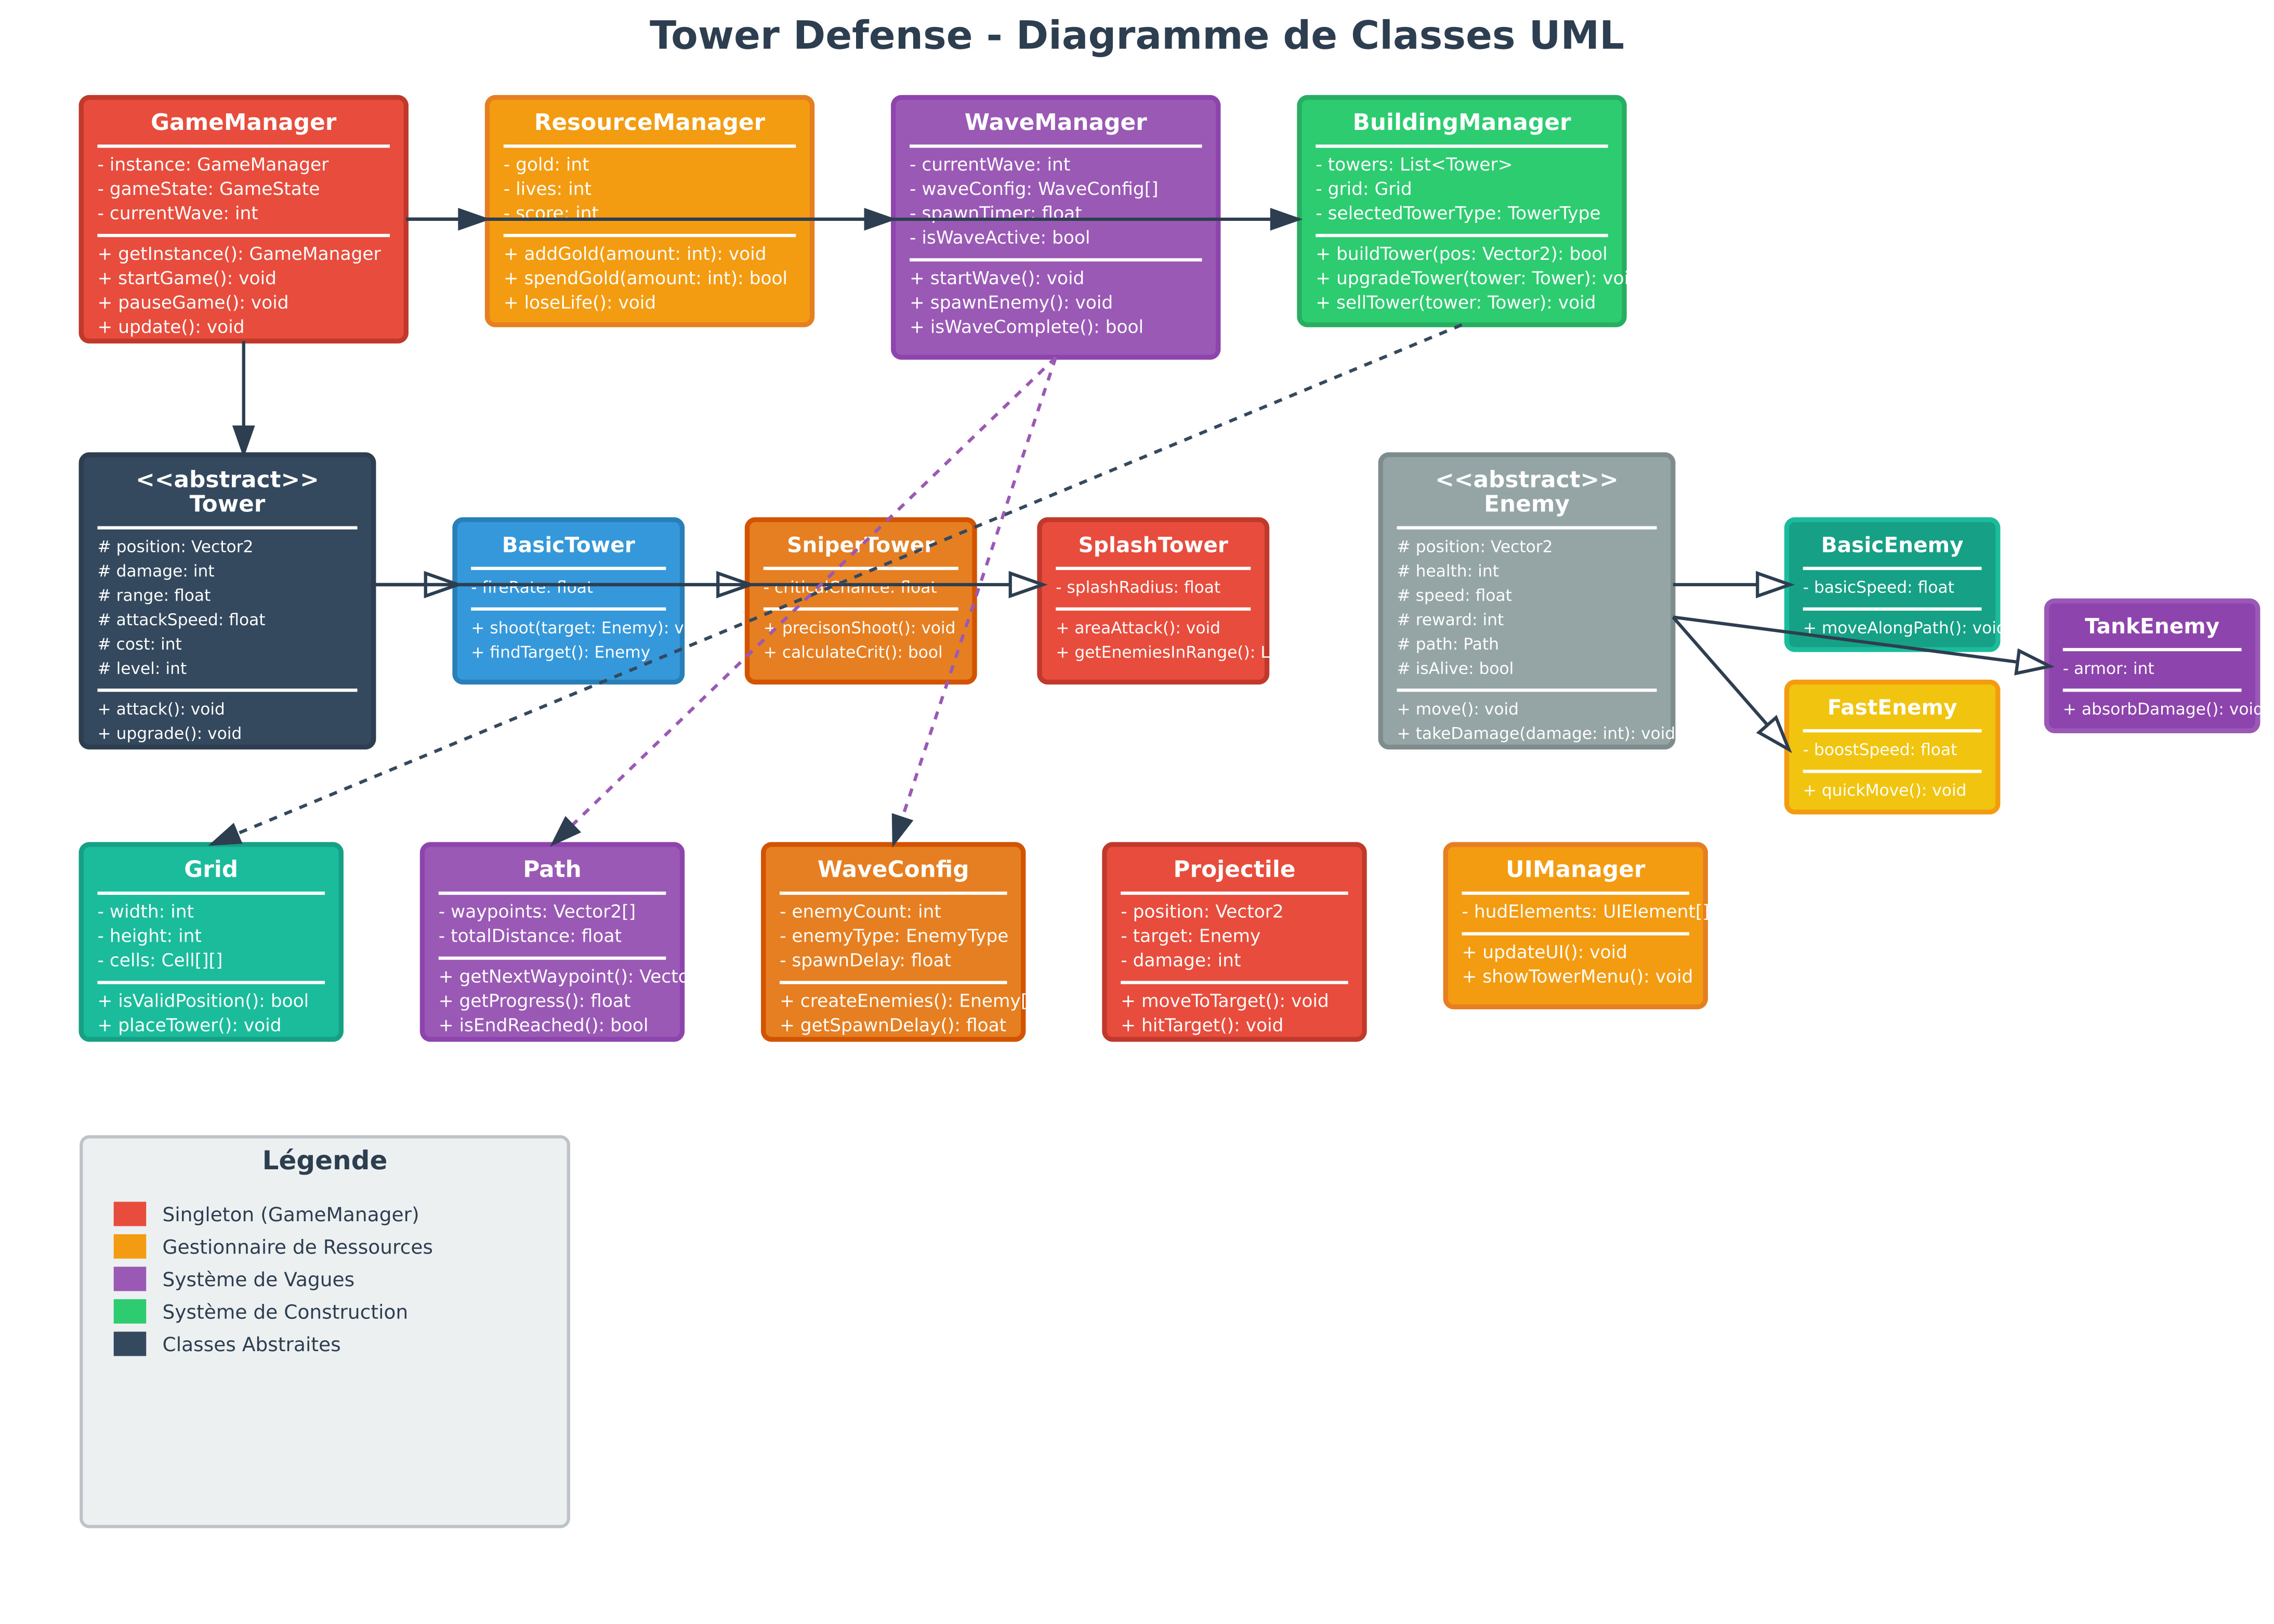 Tower Defense - Diagramme de Classes UML
GameManager
- instance: GameManager
- gameState: GameState
- currentWave: int
+ getInstance(): GameManager
+ startGame(): void
+ pauseGame(): void
+ update(): void
ResourceManager
- gold: int
- lives: int
- score: int
+ addGold(amount: int): void
+ spendGold(amount: int): bool
+ loseLife(): void
WaveManager
- currentWave: int
- waveConfig: WaveConfig[]
- spawnTimer: float
- isWaveActive: bool
+ startWave(): void
+ spawnEnemy(): void
+ isWaveComplete(): bool
BuildingManager
- towers: List<Tower>
- grid: Grid
- selectedTowerType: TowerType
+ buildTower(pos: Vector2): bool
+ upgradeTower(tower: Tower): voi
+ sellTower(tower: Tower): void
<<abstract>>
Tower
# position: Vector2
# damage: int
# range: float
# attackSpeed: float
# cost: int
# level: int
+ attack(): void
+ upgrade(): void
BasicTower
- fireRate: float
+ shoot(target: Enemy): v
+ findTarget(): Enemy
SniperTower
- criticalChance: float
+ precisonShoot(): void
+ calculateCrit(): bool
SplashTower
- splashRadius: float
+ areaAttack(): void
+ getEnemiesInRange(): L
<<abstract>>
Enemy
# position: Vector2
# health: int
# speed: float
# reward: int
# path: Path
# isAlive: bool
+ move(): void
+ takeDamage(damage: int): void
BasicEnemy
- basicSpeed: float
+ moveAlongPath(): void
TankEnemy
- armor: int
+ absorbDamage(): void
FastEnemy
- boostSpeed: float
+ quickMove(): void
Grid
- width: int
- height: int
- cells: Cell[][]
+ isValidPosition(): bool
+ placeTower(): void
Path
- waypoints: Vector2[]
- totalDistance: float
+ getNextWaypoint(): Vecto
+ getProgress(): float
+ isEndReached(): bool
WaveConfig
- enemyCount: int
- enemyType: EnemyType
- spawnDelay: float
+ createEnemies(): Enemy[
+ getSpawnDelay(): float
Projectile
- position: Vector2
- target: Enemy
- damage: int
+ moveToTarget(): void
+ hitTarget(): void
UIManager
- hudElements: UIElement[]
+ updateUI(): void
+ showTowerMenu(): void
Légende
Singleton (GameManager)
Gestionnaire de Ressources
Système de Vagues
Système de Construction
Classes Abstraites